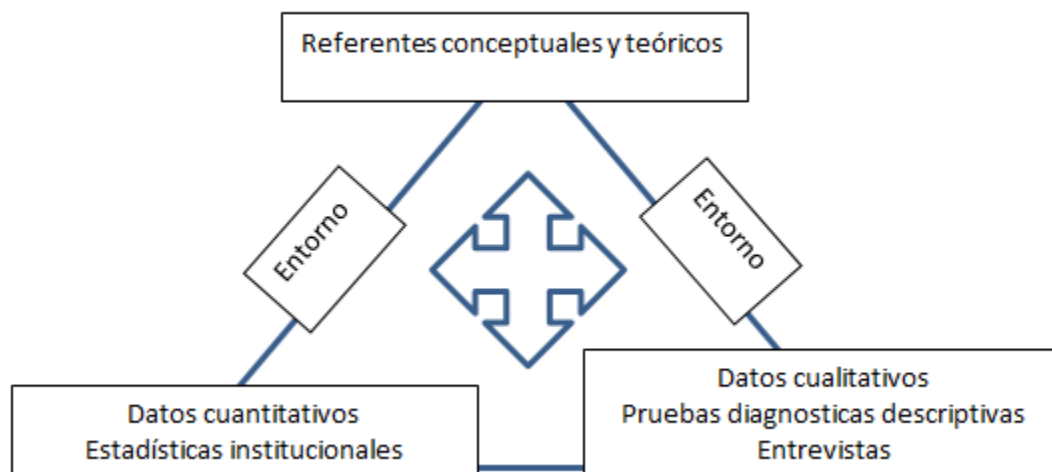 Referentes conceptuales y teóricos
Entorno
Entorno
Datos cuantitativos
Estadísticas institucionales
Datos cualitativos
Pruebas diagnosticas descriptivas
Entrevistas